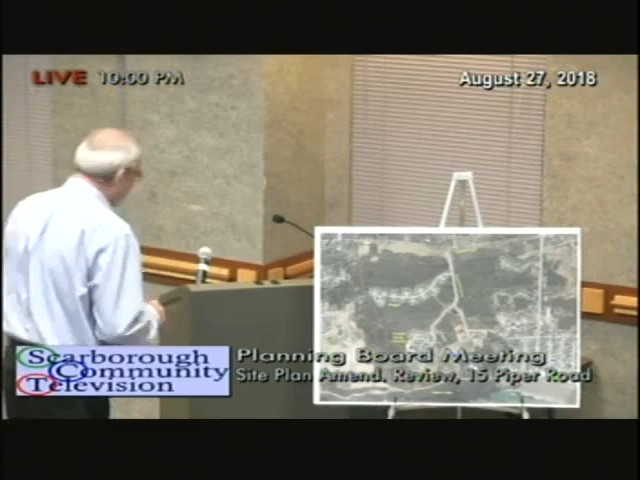 LIVE 10:00 PM
August 27, 2018
Scarborough
Community
Television
Planning Board Meeting
Site Plan Amend. Review, 15 Piper Road